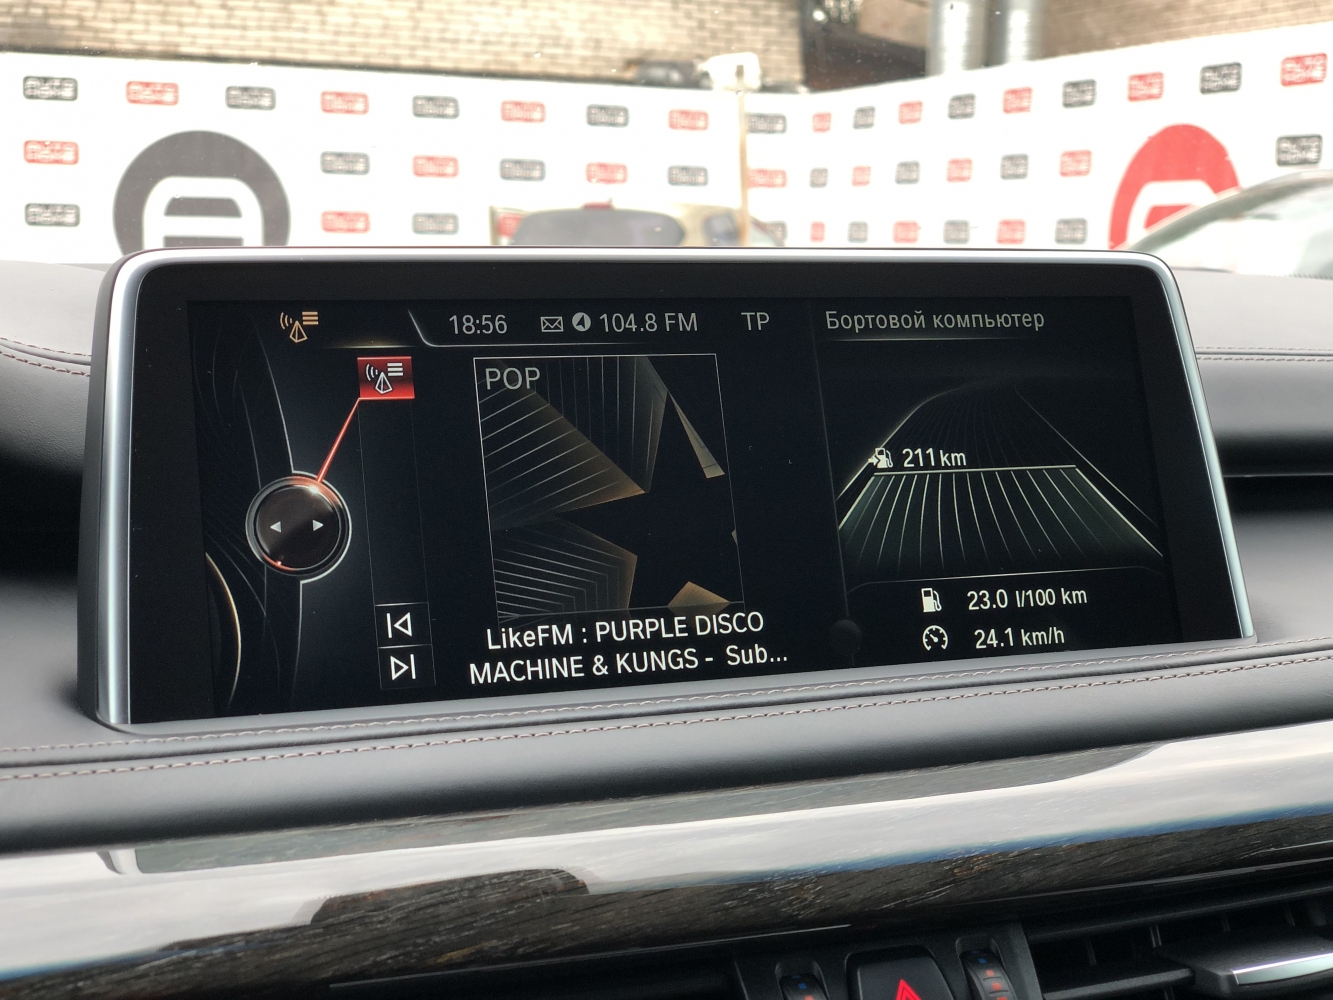 18:56 104.8 FM TP
Бортовой компьютер
POP
211 km
LikeFM : PURPLE DISCO
MACHINE & KUNGS - Sub...
23.0 l/100 km
24.1 km/h